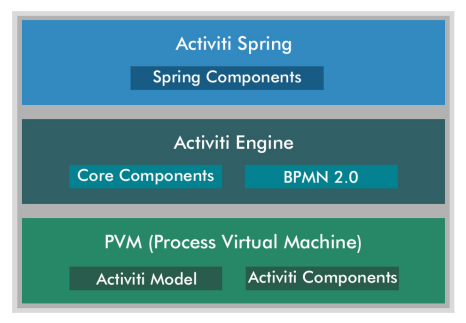 Activiti Spring
Spring Components
Activiti Engine
Core Components
BPMN 2.0
PVM (Process Virtual Machine)
Activiti Model
Activiti Components